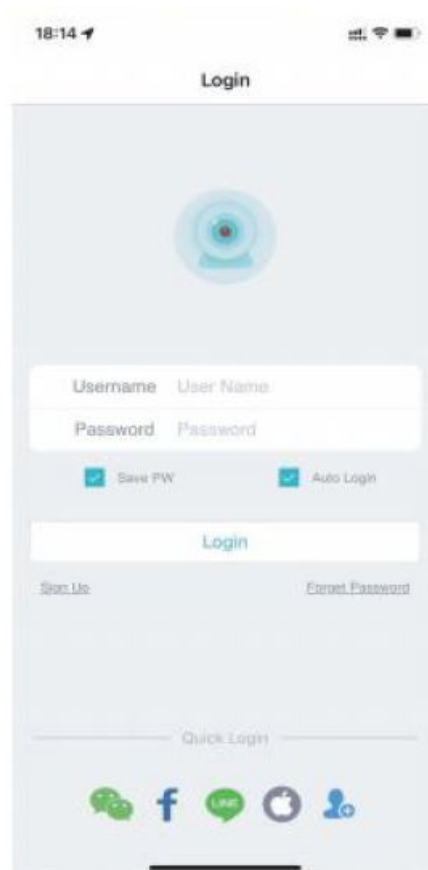 18:14
Login
Username User Name
Password Password
Save PW Auto Login
Login
Sign Up Forget Password
Quick Login
LINE